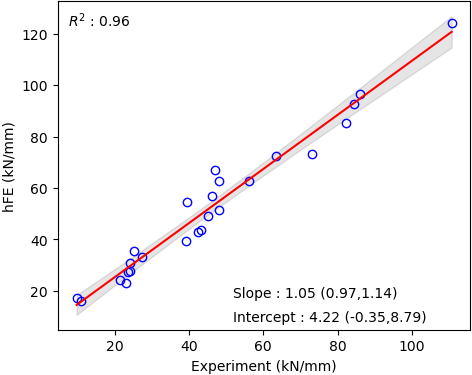 R² : 0.96
120
100
80
60
40
20
hFE (kN/mm)
Slope : 1.05 (0.97,1.14)
Intercept : 4.22 (-0.35,8.79)
20 40 60 80 100
Experiment (kN/mm)